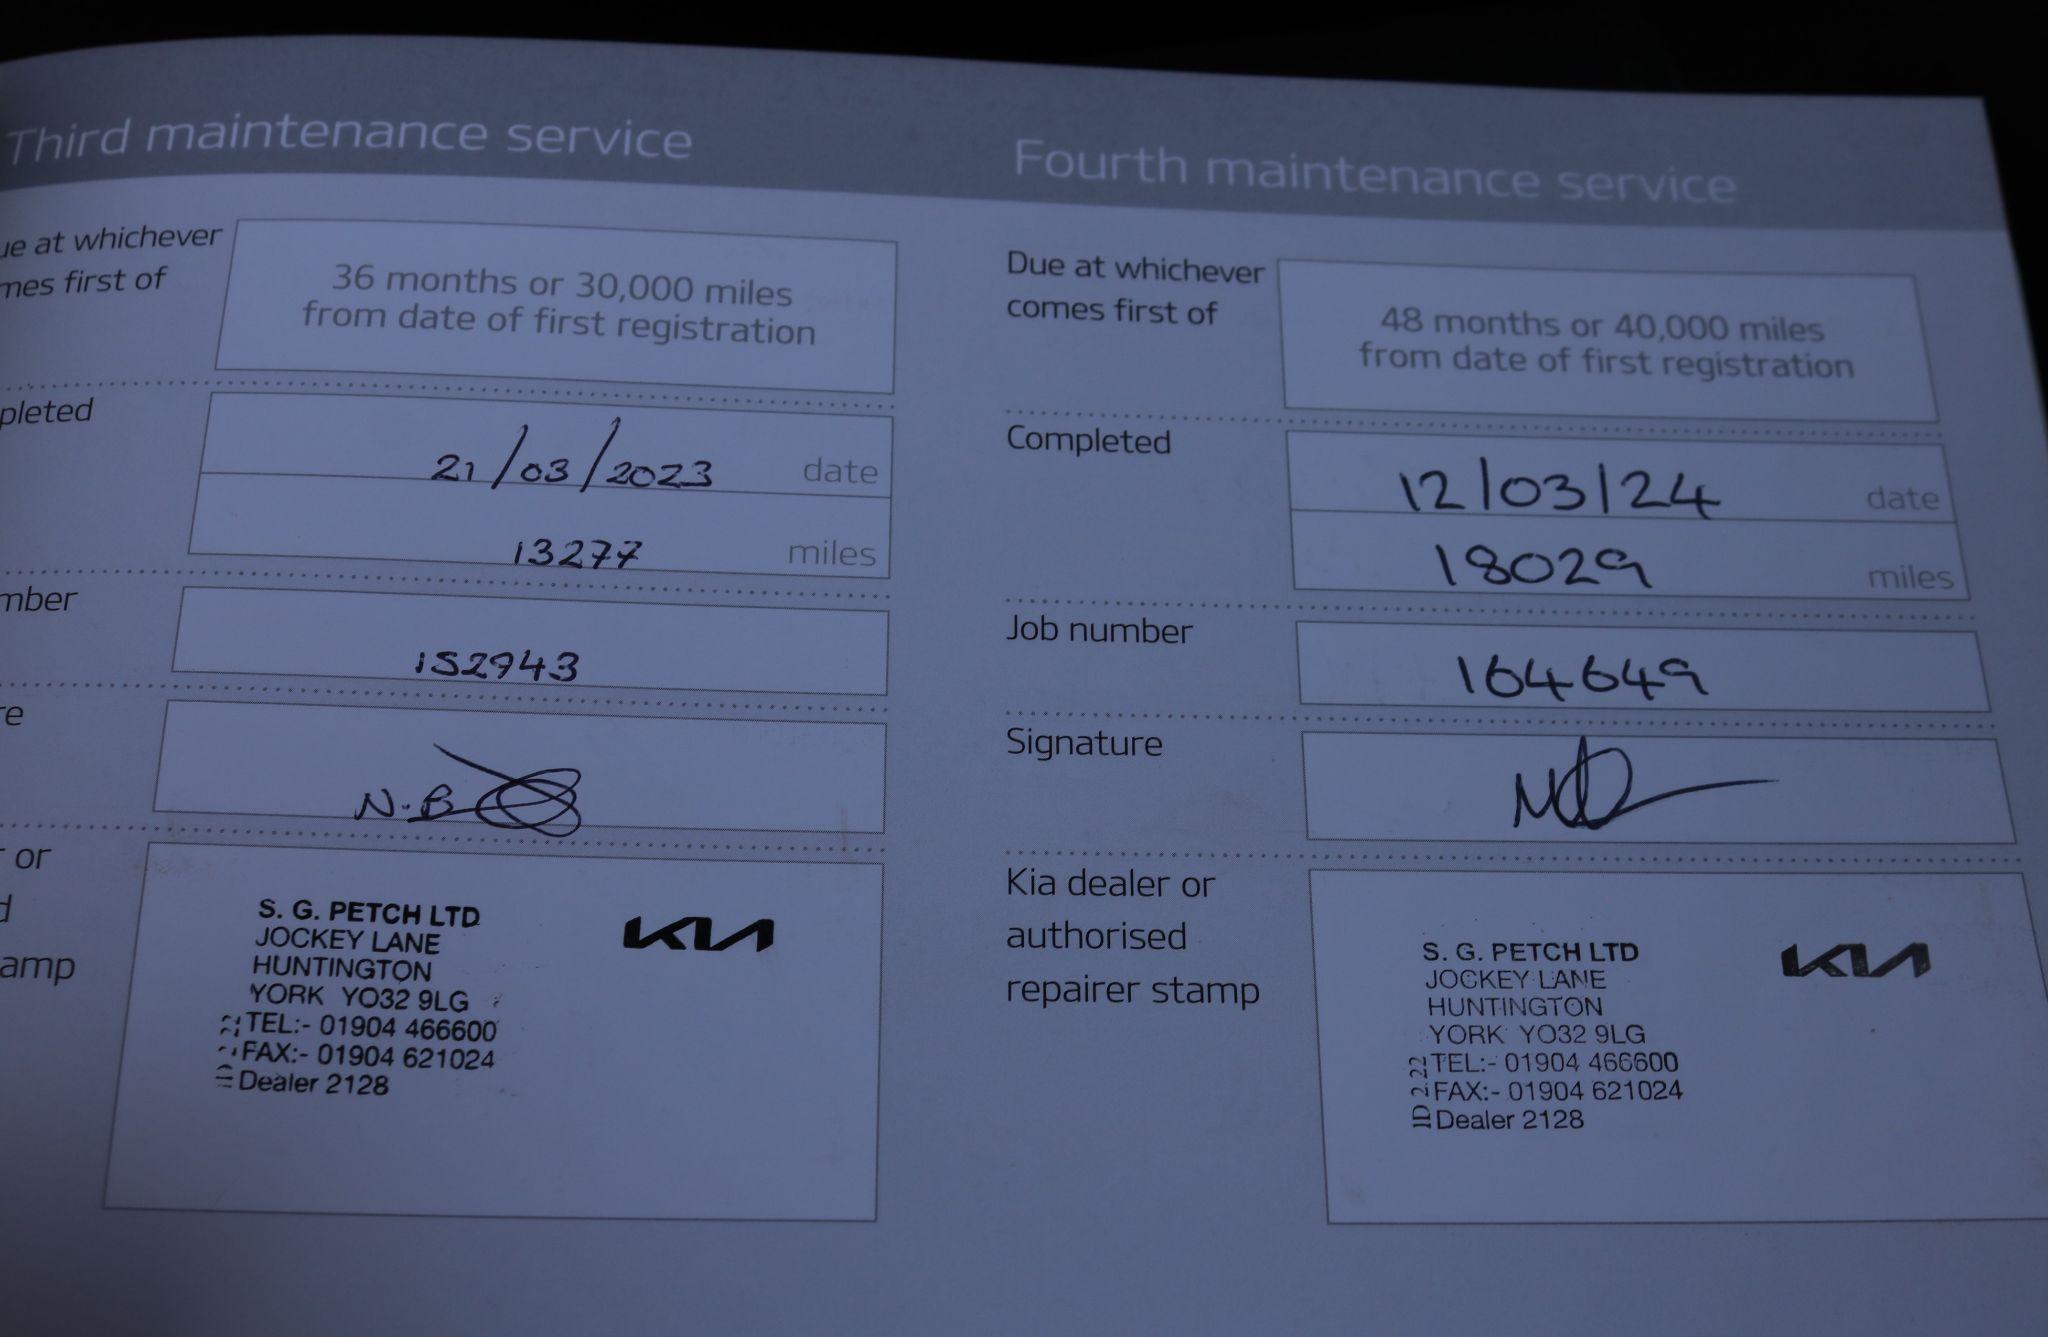 Third maintenance service
ue at whichever
mes first of
36 months or 30,000 miles
from date of first registration
pleted
21/03/2023 date
13277 miles
mber
152943
re
N.B
r or
d
amp
S. G. PETCH LTD
JOCKEY LANE
HUNTINGTON
YORK YO32 9LG
TEL:- 01904 466600
FAX:- 01904 621024
Dealer 2128
KIA
Fourth maintenance service
Due at whichever
comes first of
48 months or 40,000 miles
from date of first registration
Completed
12/03/24 date
18029 miles
Job number
164649
Signature
Kia dealer or
authorised
repairer stamp
S. G. PETCH LTD
JOCKEY LANE
HUNTINGTON
YORK YO32 9LG
TEL:- 01904 466600
FAX:- 01904 621024
Dealer 2128
KIA